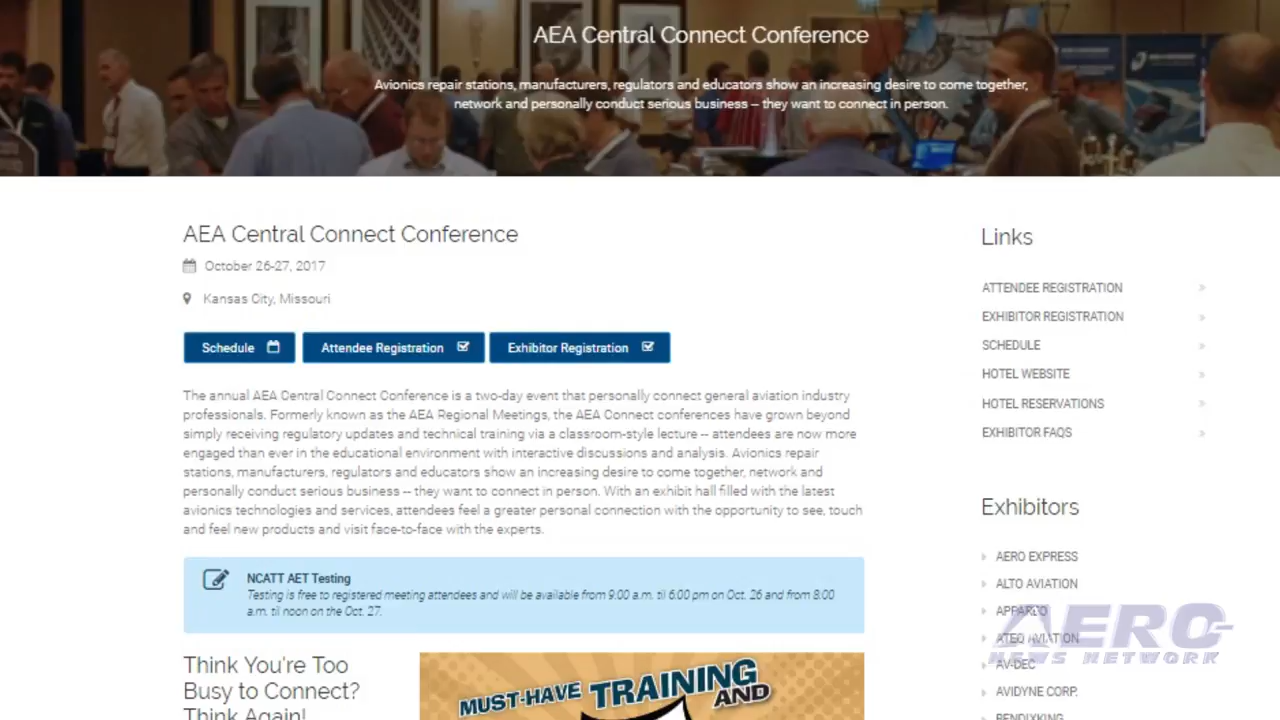 AEA Central Connect Conference
Avionics repair stations, manufacturers, regulators and educators show an increasing desire to come together,
network and personally conduct serious business – they want to connect in person.
AEA Central Connect Conference
October 26-27, 2017
Kansas City, Missouri
Schedule
Attendee Registration
Exhibitor Registration
The annual AEA Central Connect Conference is a two-day event that personally connect general aviation industry
professionals. Formerly known as the AEA Regional Meetings, the AEA Connect conferences have grown beyond
simply receiving regulatory updates and technical training via a classroom-style lecture -- attendees are now more
engaged than ever in the educational environment with interactive discussions and analysis. Avionics repair
stations, manufacturers, regulators and educators show an increasing desire to come together, network and
personally conduct serious business -- they want to connect in person. With an exhibit hall filled with the latest
avionics technologies and services, attendees feel a greater personal connection with the opportunity to see, touch
and feel new products and visit face-to-face with the experts.
NCATT AET Testing
Testing is free to registered meeting attendees and will be available from 9:00 a.m. til 6:00 pm on Oct. 26 and from 8:00
a.m. til noon on the Oct. 27.
Think You're Too
Busy to Connect?
Think Again!
MUST-HAVE TRAINING
AND
Links
ATTENDEE REGISTRATION
EXHIBITOR REGISTRATION
SCHEDULE
HOTEL WEBSITE
HOTEL RESERVATIONS
EXHIBITOR FAQS
Exhibitors
AERO EXPRESS
ALTO AVIATION
APPAREO
ATEQ AVIATION
AV-DEC
AVIDYNE CORP.
BENDIXKING
AERO
NEWS NETWORK